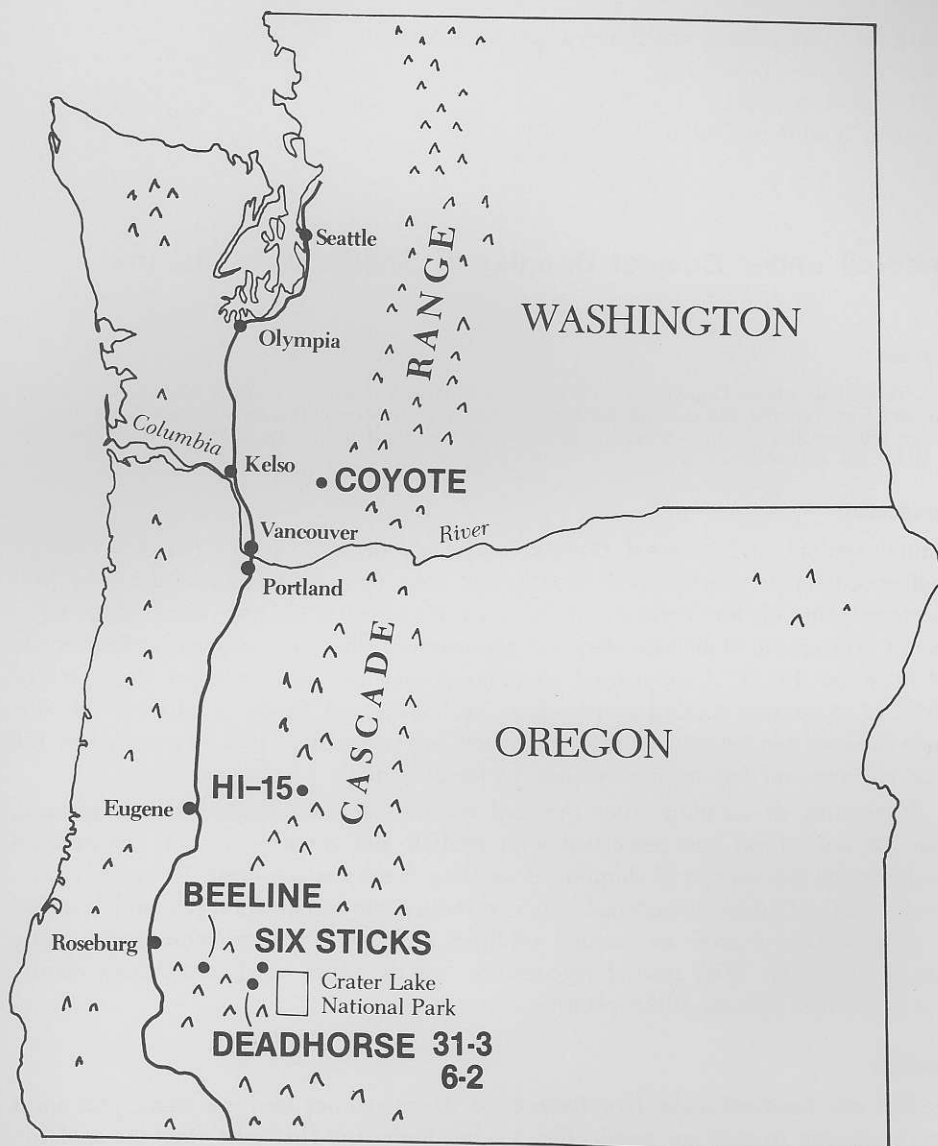 Seattle
RANGE
WASHINGTON
Olympia
Columbia
Kelso
COYOTE
Vancouver
River
Portland
CASCADE
OREGON
HI-15
Eugene
BEELINE
Roseburg
SIX STICKS
Crater Lake
National Park
DEADHORSE 31-3
6-2